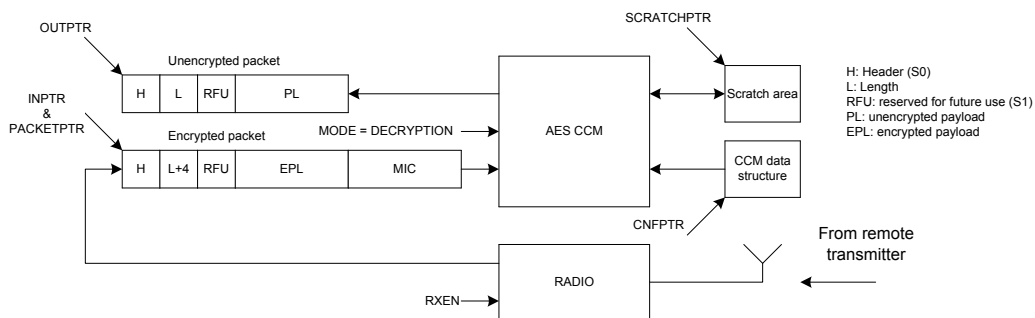 OUTPTR
SCRATCHPTR
Unencrypted packet
H L RFU PL
INPTR
&
PACKETPTR
Encrypted packet
MODE = DECRYPTION
H L+4 RFU EPL MIC
AES CCM
Scratch area
CCM data
structure
CNFPTR
H: Header (S0)
L: Length
RFU: reserved for future use (S1)
PL: unencrypted payload
EPL: encrypted payload
RADIO
RXEN
From remote
transmitter